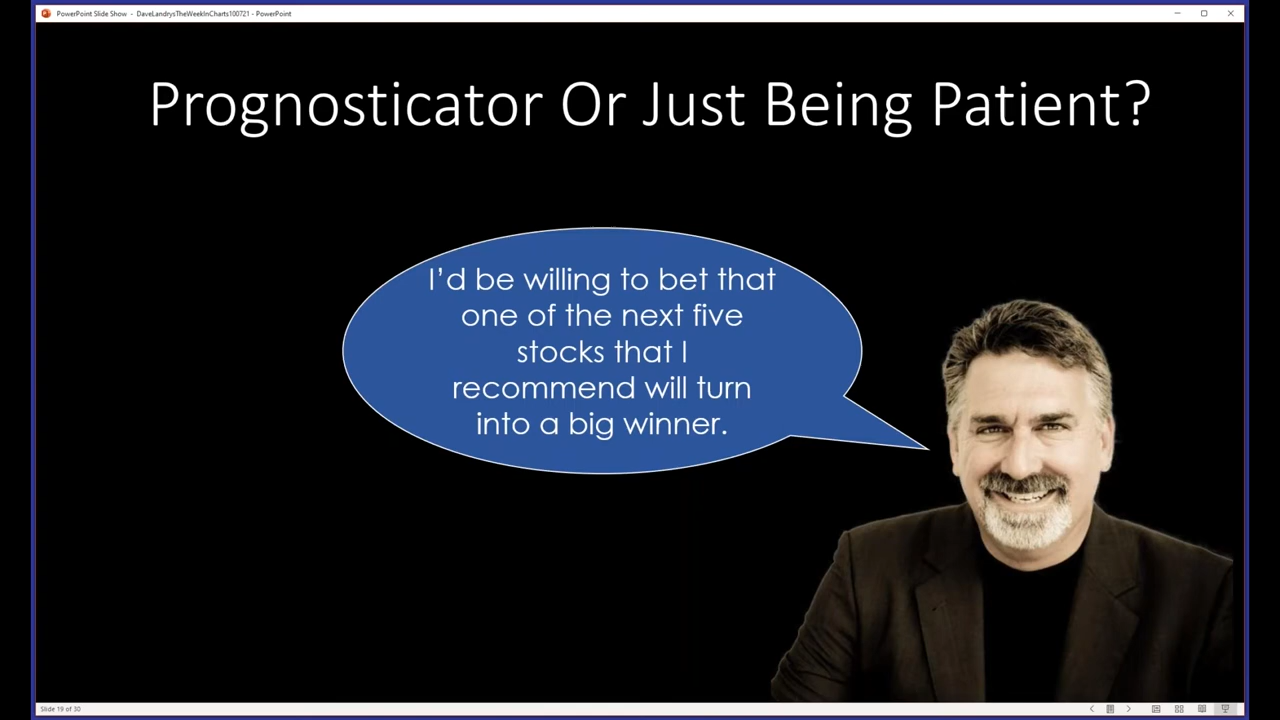 PowerPoint Slide Show - DaveLandrysTheWeekInCharts100721 - PowerPoint
Prognosticator Or Just Being Patient?
I’d be willing to bet that
one of the next five
stocks that I
recommend will turn
into a big winner.
Slide 19 of 30